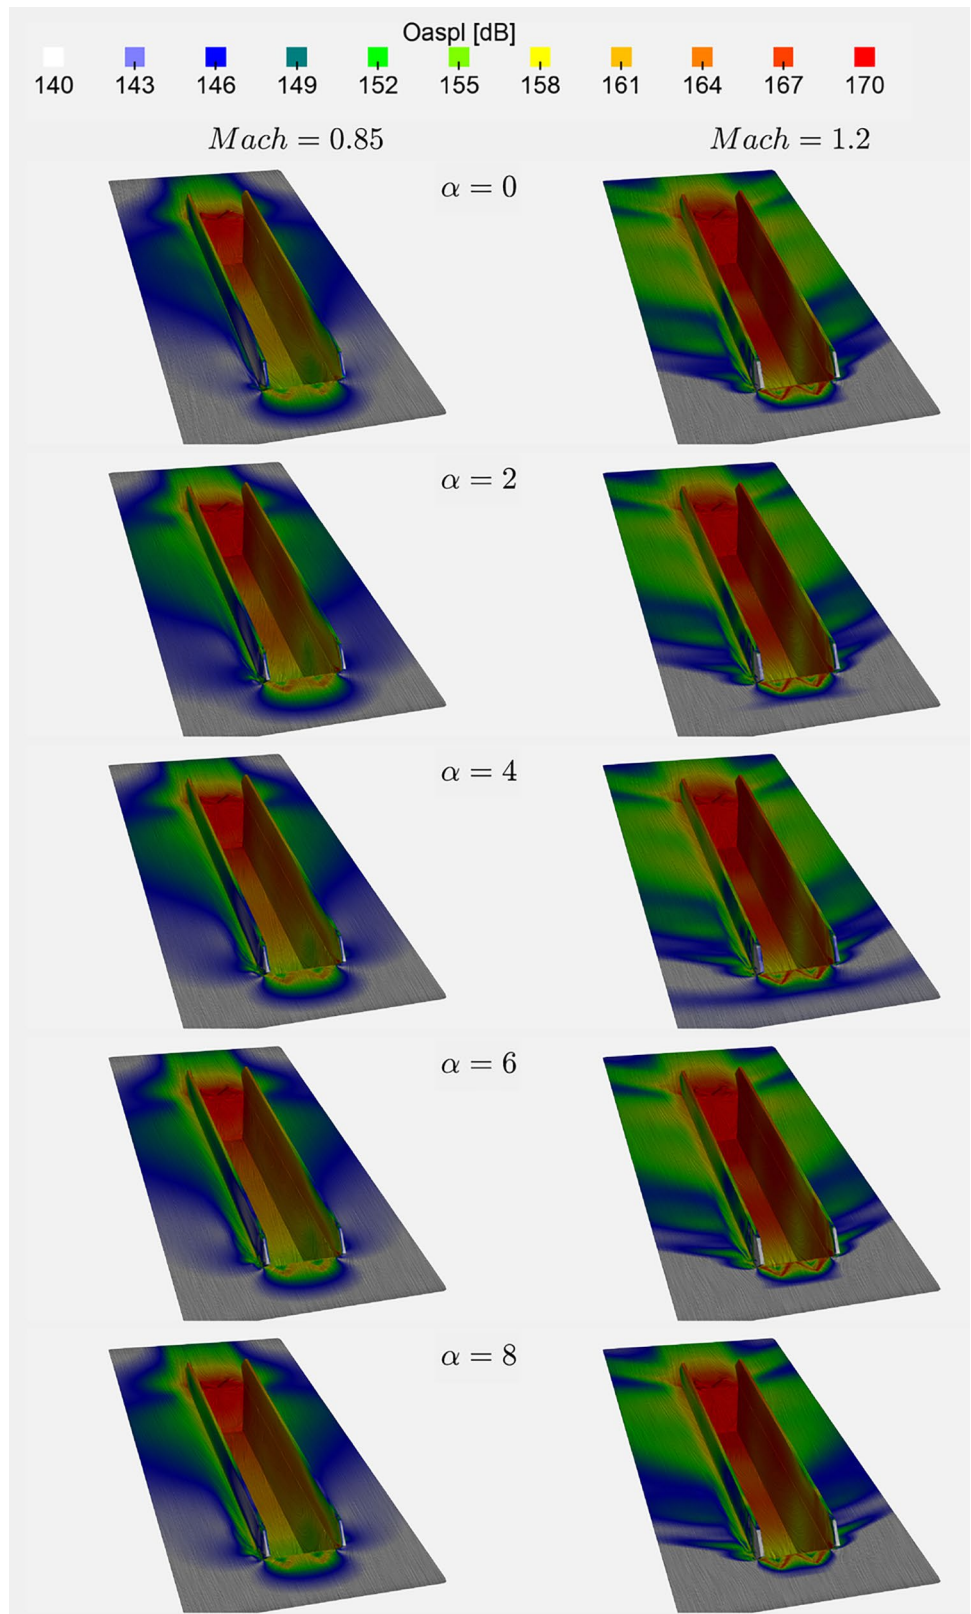 Oaspl [dB]
140 143 146 149 152 155 158 161 164 167 170
Mach = 0.85 Mach = 1.2
α = 0
α = 2
α = 4
α = 6
α = 8